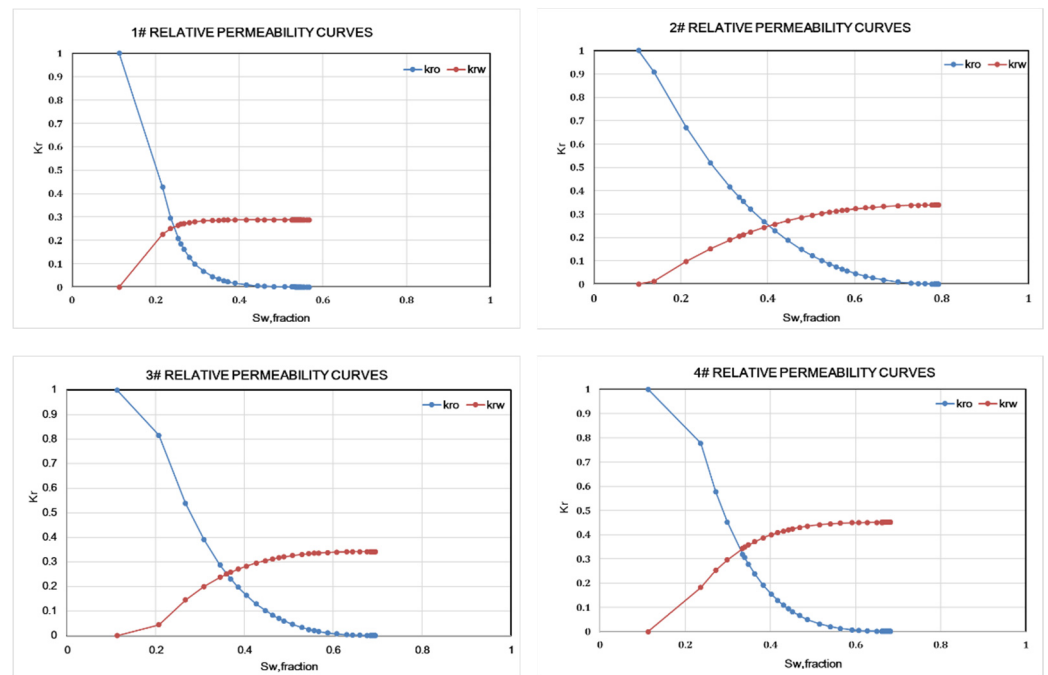 1# RELATIVE PERMEABILITY CURVES
kro krw
1
0.9
0.8
0.7
0.6
0.5
0.4
0.3
0.2
0.1
0
Kr
0 0.2 0.4 0.6 0.8 1
Sw,fraction
2# RELATIVE PERMEABILITY CURVES
kro krw
1
0.9
0.8
0.7
0.6
0.5
0.4
0.3
0.2
0.1
0
Kr
0 0.2 0.4 0.6 0.8 1
Sw,fraction
3# RELATIVE PERMEABILITY CURVES
kro krw
1
0.9
0.8
0.7
0.6
0.5
0.4
0.3
0.2
0.1
0
Kr
0 0.2 0.4 0.6 0.8 1
Sw,fraction
4# RELATIVE PERMEABILITY CURVES
kro krw
1
0.9
0.8
0.7
0.6
0.5
0.4
0.3
0.2
0.1
0
Kr
0 0.2 0.4 0.6 0.8 1
Sw,fraction